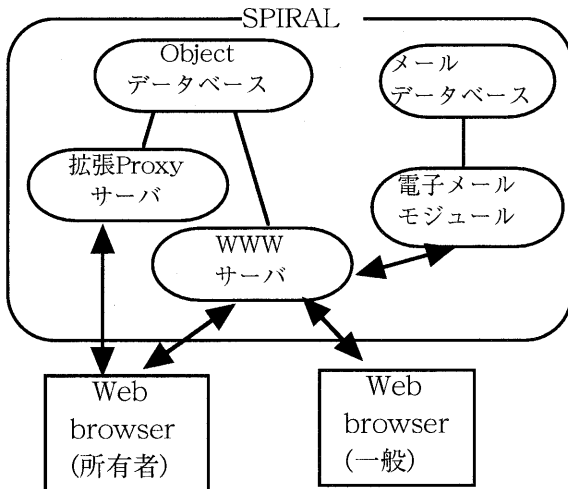 SPIRAL
Object
データベース
メール
データベース
拡張Proxy
サーバ
電子メール
モジュール
WWW
サーバ
Web
browser
(所有者)
Web
browser
(一般)